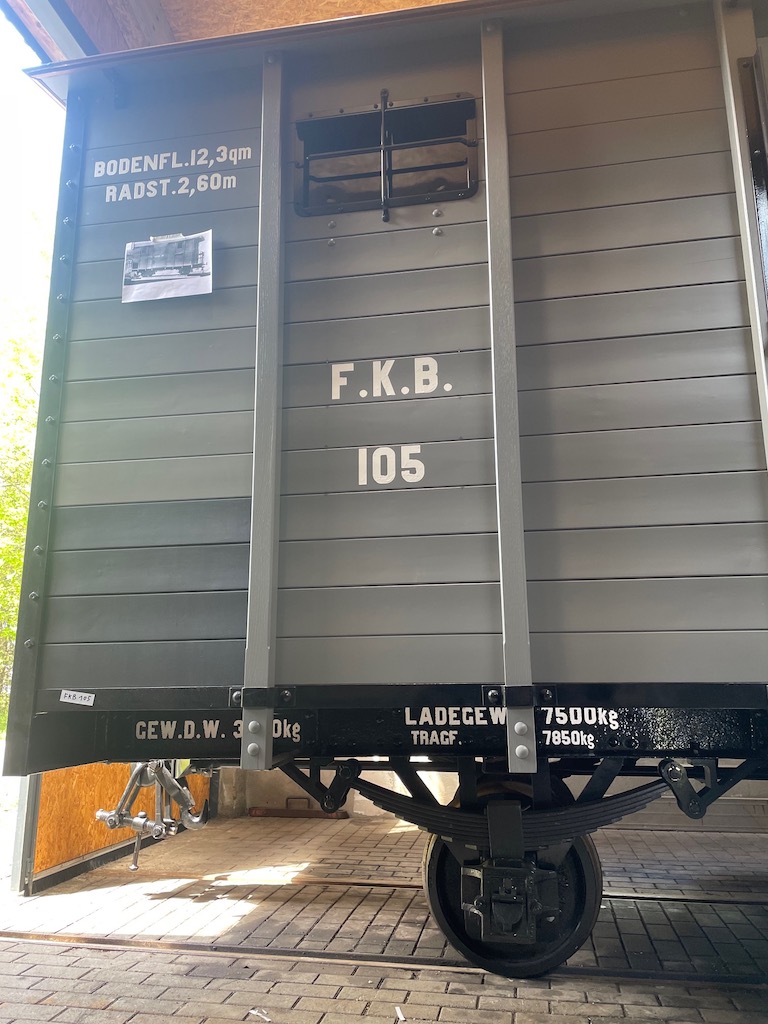 BODENFL.12,3qm
RADST.2,60m
F.K.B.
105
FKB 105
GEW.D.W. kg
LADEGEW 7500kg
TRAGF. 7850kg